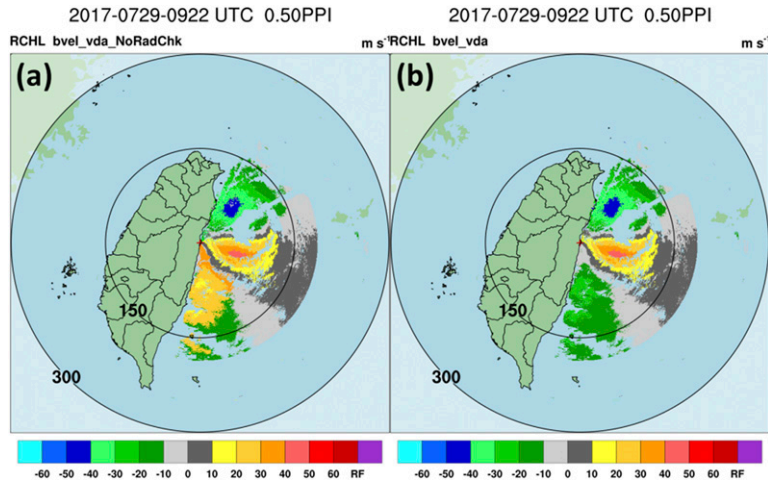 2017-0729-0922 UTC 0.50PPI
RCHL bvel_vda_NoRadChk m s⁻¹
(a)
150
300
-60 -50 -40 -30 -20 -10 0 10 20 30 40 50 60 RF
2017-0729-0922 UTC 0.50PPI
RCHL bvel_vda m s⁻¹
(b)
150
300
-60 -50 -40 -30 -20 -10 0 10 20 30 40 50 60 RF